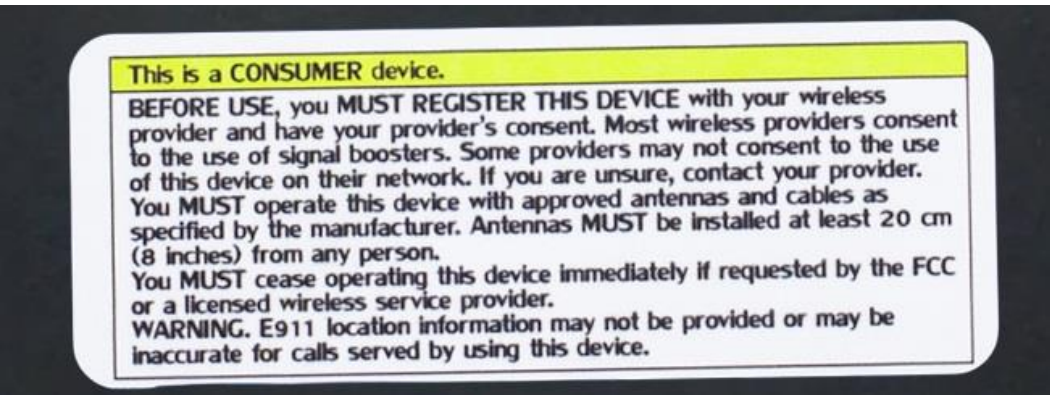 This is a CONSUMER device.
BEFORE USE, you MUST REGISTER THIS DEVICE with your wireless
provider and have your provider's consent. Most wireless providers consent
to the use of signal boosters. Some providers may not consent to the use
of this device on their network. If you are unsure, contact your provider.
You MUST operate this device with approved antennas and cables as
specified by the manufacturer. Antennas MUST be installed at least 20 cm
(8 inches) from any person.
You MUST cease operating this device immediately if requested by the FCC
or a licensed wireless service provider.
WARNING. E911 location information may not be provided or may be
inaccurate for calls served by using this device.